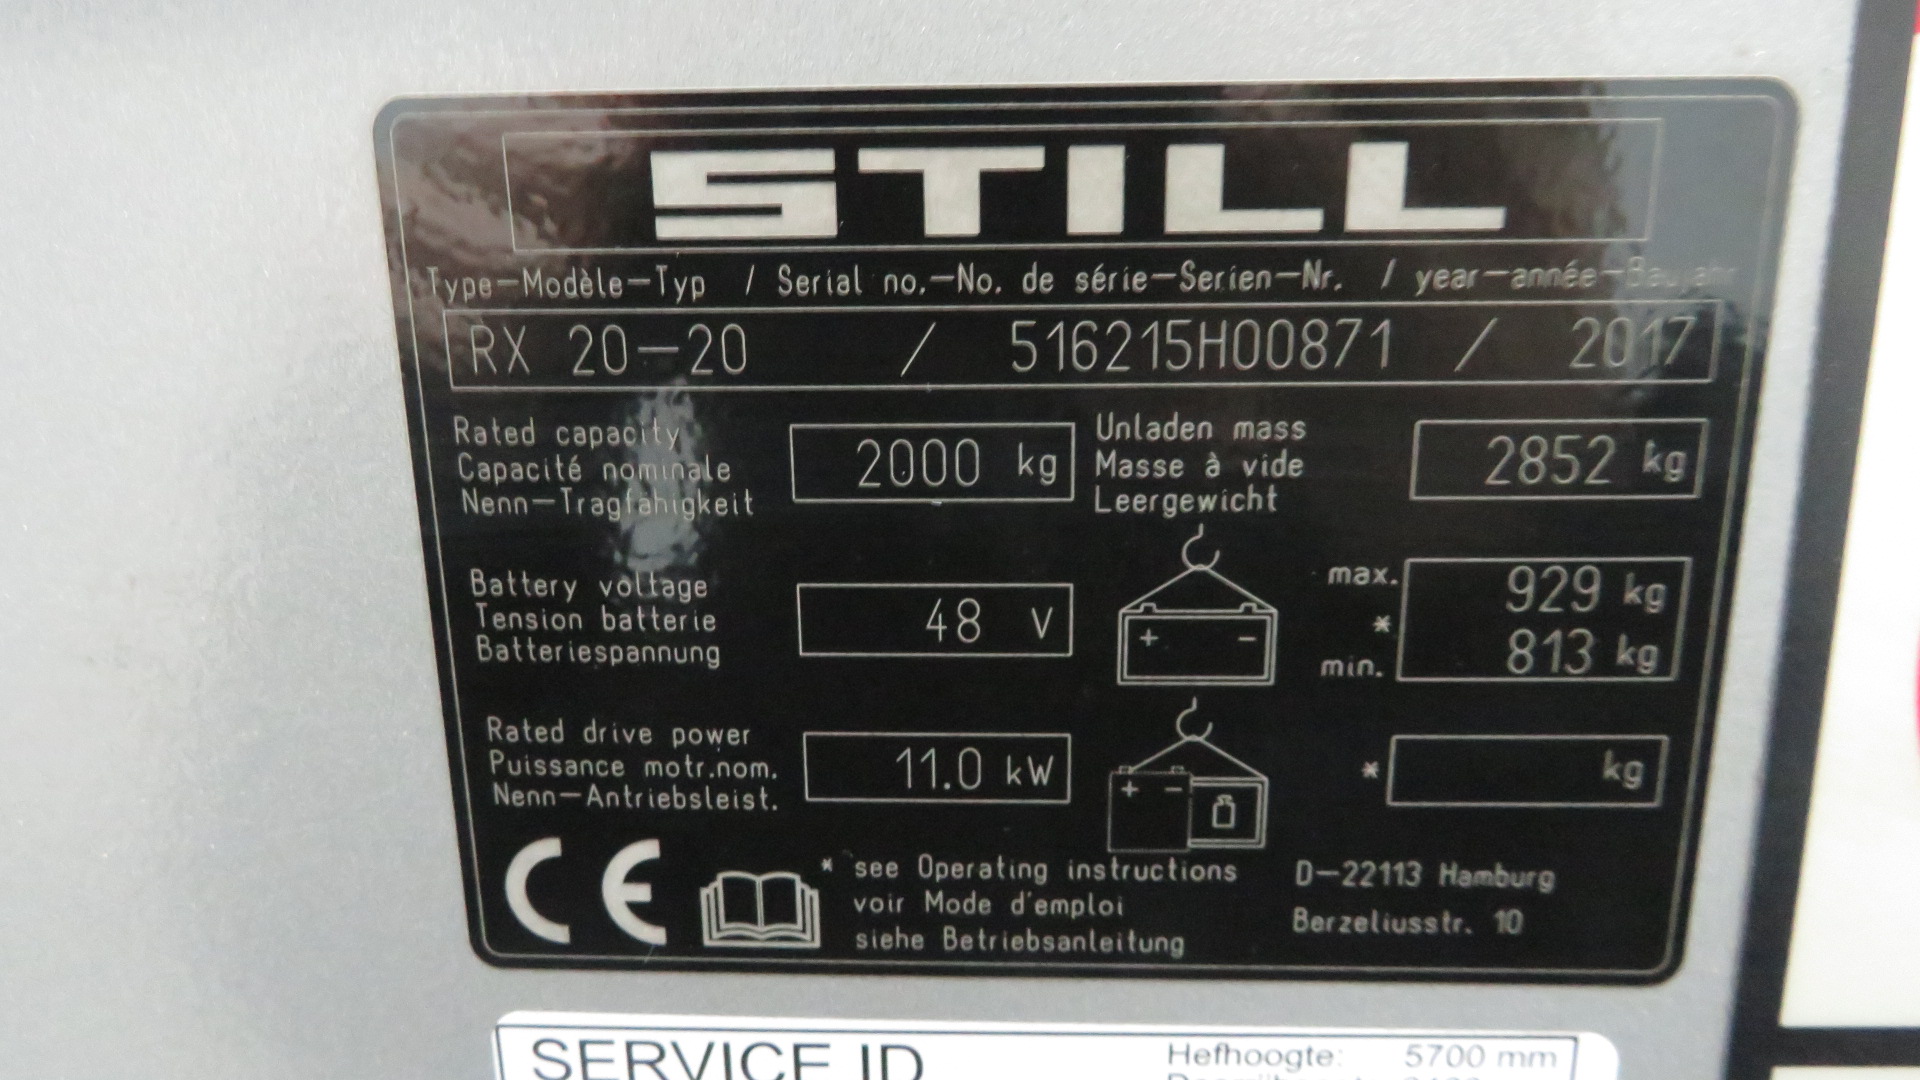 STILL
Type-Modèle-Typ / Serial no.-No. de série-Serien-Nr. / year-année-Baujahr
RX 20-20 / 516215H00871 / 2017
Rated capacity
Capacité nominale
Nenn-Tragfähigkeit
2000 kg
Unladen mass
Masse à vide
Leergewicht
2852 kg
Battery voltage
Tension batterie
Batteriespannung
48 V
+ -
max. 929 kg
*
min. 813 kg
Rated drive power
Puissance motr.nom.
Nenn-Antriebsleist.
11.0 kW
+ -
* kg
CE
* see Operating instructions
voir Mode d'emploi
siehe Betriebsanleitung
D-22113 Hamburg
Berzeliusstr. 10
SERVICE ID
Hefhoogte: 5700 mm